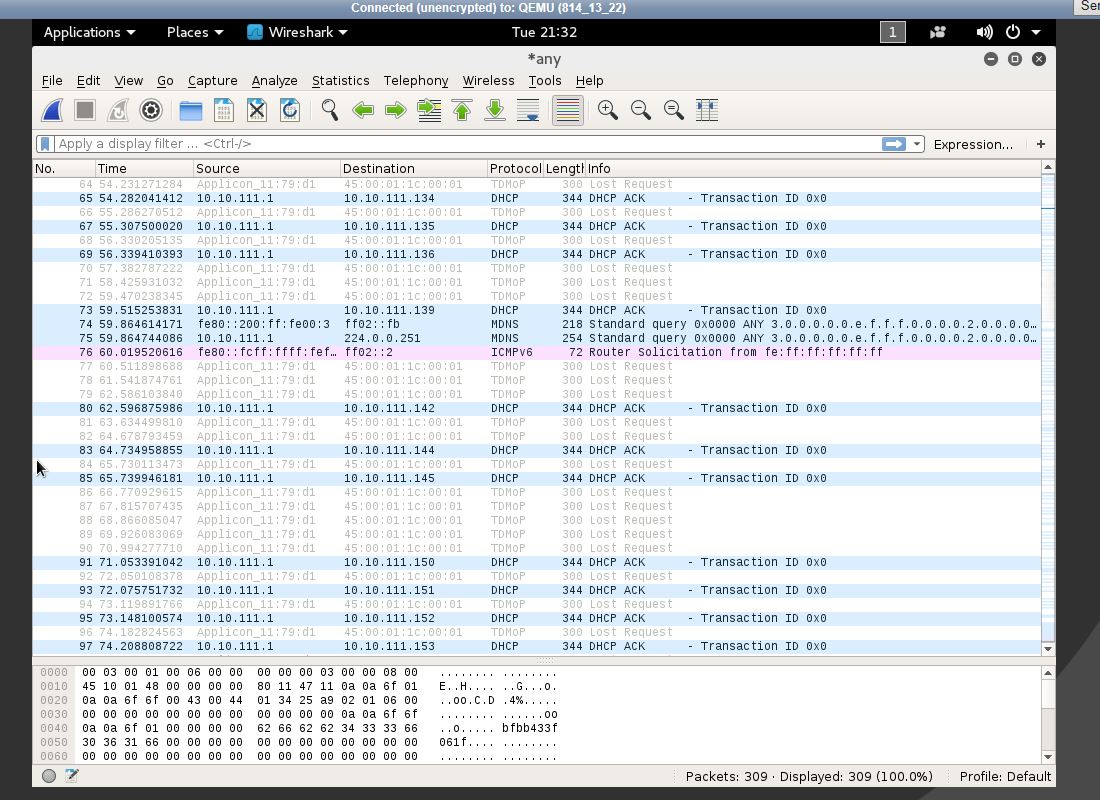 Connected (unencrypted) to: QEMU (814_13_22)
Ser
Applications Places Wireshark Tue 21:32 1
*any
File Edit View Go Capture Analyze Statistics Telephony Wireless Tools Help
Apply a display filter ... <Ctrl-/> Expression... +
No. Time Source Destination Protocol Length Info
64 54.231271284 Applicon_11:79:d1 45:00:01:1c:00:01 TDMoP 300 Lost Request
65 54.282041412 10.10.111.1 10.10.111.134 DHCP 344 DHCP ACK - Transaction ID 0x0
66 55.286270512 Applicon_11:79:d1 45:00:01:1c:00:01 TDMoP 300 Lost Request
67 55.307500020 10.10.111.1 10.10.111.135 DHCP 344 DHCP ACK - Transaction ID 0x0
68 56.330205135 Applicon_11:79:d1 45:00:01:1c:00:01 TDMoP 300 Lost Request
69 56.339410393 10.10.111.1 10.10.111.136 DHCP 344 DHCP ACK - Transaction ID 0x0
70 57.382787222 Applicon_11:79:d1 45:00:01:1c:00:01 TDMoP 300 Lost Request
71 58.425931032 Applicon_11:79:d1 45:00:01:1c:00:01 TDMoP 300 Lost Request
72 59.470238345 Applicon_11:79:d1 45:00:01:1c:00:01 TDMoP 300 Lost Request
73 59.515253831 10.10.111.1 10.10.111.139 DHCP 344 DHCP ACK - Transaction ID 0x0
74 59.864614171 fe80::200:ff:fe00:3 ff02::fb MDNS 218 Standard query 0x0000 ANY 3.0.0.0.0.0.e.f.f.f.0.0.0.0.0.2.0.0.0.0...
75 59.864744086 10.10.111.1 224.0.0.251 MDNS 254 Standard query 0x0000 ANY 3.0.0.0.0.0.e.f.f.f.0.0.0.0.0.2.0.0.0.0...
76 60.019520616 fe80::fcff:ffff:fef… ff02::2 ICMPv6 72 Router Solicitation from fe:ff:ff:ff:ff:ff
77 60.511898688 Applicon_11:79:d1 45:00:01:1c:00:01 TDMoP 300 Lost Request
78 61.541874761 Applicon_11:79:d1 45:00:01:1c:00:01 TDMoP 300 Lost Request
79 62.586103840 Applicon_11:79:d1 45:00:01:1c:00:01 TDMoP 300 Lost Request
80 62.596875986 10.10.111.1 10.10.111.142 DHCP 344 DHCP ACK - Transaction ID 0x0
81 63.634499810 Applicon_11:79:d1 45:00:01:1c:00:01 TDMoP 300 Lost Request
82 64.678793459 Applicon_11:79:d1 45:00:01:1c:00:01 TDMoP 300 Lost Request
83 64.734958855 10.10.111.1 10.10.111.144 DHCP 344 DHCP ACK - Transaction ID 0x0
84 65.730113473 Applicon_11:79:d1 45:00:01:1c:00:01 TDMoP 300 Lost Request
85 65.739946181 10.10.111.1 10.10.111.145 DHCP 344 DHCP ACK - Transaction ID 0x0
86 66.770929615 Applicon_11:79:d1 45:00:01:1c:00:01 TDMoP 300 Lost Request
87 67.815707435 Applicon_11:79:d1 45:00:01:1c:00:01 TDMoP 300 Lost Request
88 68.866085047 Applicon_11:79:d1 45:00:01:1c:00:01 TDMoP 300 Lost Request
89 69.926083069 Applicon_11:79:d1 45:00:01:1c:00:01 TDMoP 300 Lost Request
90 70.994277710 Applicon_11:79:d1 45:00:01:1c:00:01 TDMoP 300 Lost Request
91 71.053391042 10.10.111.1 10.10.111.150 DHCP 344 DHCP ACK - Transaction ID 0x0
92 72.050108378 Applicon_11:79:d1 45:00:01:1c:00:01 TDMoP 300 Lost Request
93 72.075751732 10.10.111.1 10.10.111.151 DHCP 344 DHCP ACK - Transaction ID 0x0
94 73.119891766 Applicon_11:79:d1 45:00:01:1c:00:01 TDMoP 300 Lost Request
95 73.148100574 10.10.111.1 10.10.111.152 DHCP 344 DHCP ACK - Transaction ID 0x0
96 74.182824563 Applicon_11:79:d1 45:00:01:1c:00:01 TDMoP 300 Lost Request
97 74.208808722 10.10.111.1 10.10.111.153 DHCP 344 DHCP ACK - Transaction ID 0x0
0000 00 03 00 01 00 06 00 00 00 00 00 03 00 00 08 00 ........ ........
0010 45 10 01 48 00 00 00 00 80 11 47 11 0a 0a 6f 01 E..H.... ..G...o.
0020 0a 0a 6f 6f 00 43 00 44 01 34 25 a9 02 01 06 00 ..oo.C.D .4%.....
0030 00 00 00 00 00 00 00 00 00 00 00 00 0a 0a 6f 6f ........ ......oo
0040 0a 0a 6f 01 00 00 00 00 62 66 62 62 34 33 33 66 ..o..... bfbb433f
0050 30 36 31 66 00 00 00 00 00 00 00 00 00 00 00 00 061f.... ........
0060 00 00 00 00 00 00 00 00 00 00 00 00 00 00 00 00 ........ ........
Packets: 309 · Displayed: 309 (100.0%) Profile: Default